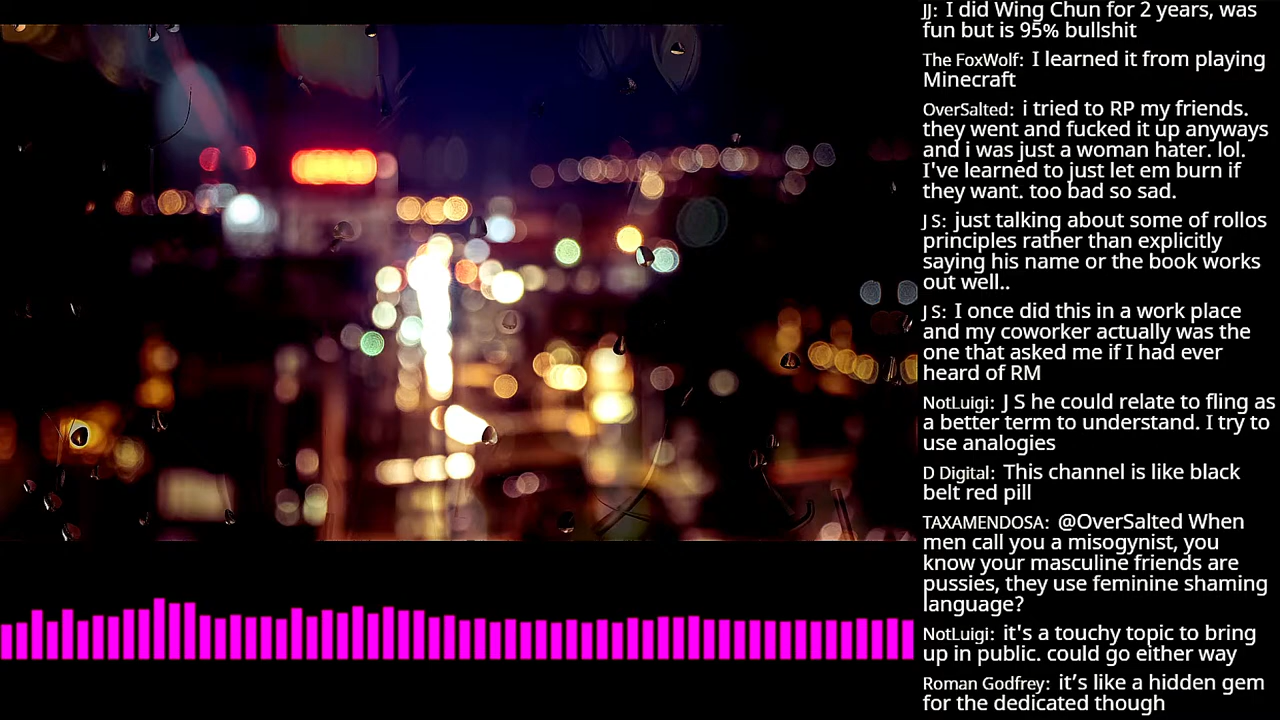 JJ: I did Wing Chun for 2 years, was
fun but is 95% bullshit
The FoxWolf: I learned it from playing
Minecraft
OverSalted: i tried to RP my friends.
they went and fucked it up anyways
and i was just a woman hater. lol.
I've learned to just let em burn if
they want. too bad so sad.
J S: just talking about some of rollos
principles rather than explicitly
saying his name or the book works
out well..
J S: I once did this in a work place
and my coworker actually was the
one that asked me if I had ever
heard of RM
NotLuigi: J S he could relate to fling as
a better term to understand. I try to
use analogies
D Digital: This channel is like black
belt red pill
TAXAMENDOSA: @OverSalted When
men call you a misogynist, you
know your masculine friends are
pussies, they use feminine shaming
language?
NotLuigi: it's a touchy topic to bring
up in public. could go either way
Roman Godfrey: it’s like a hidden gem
for the dedicated though